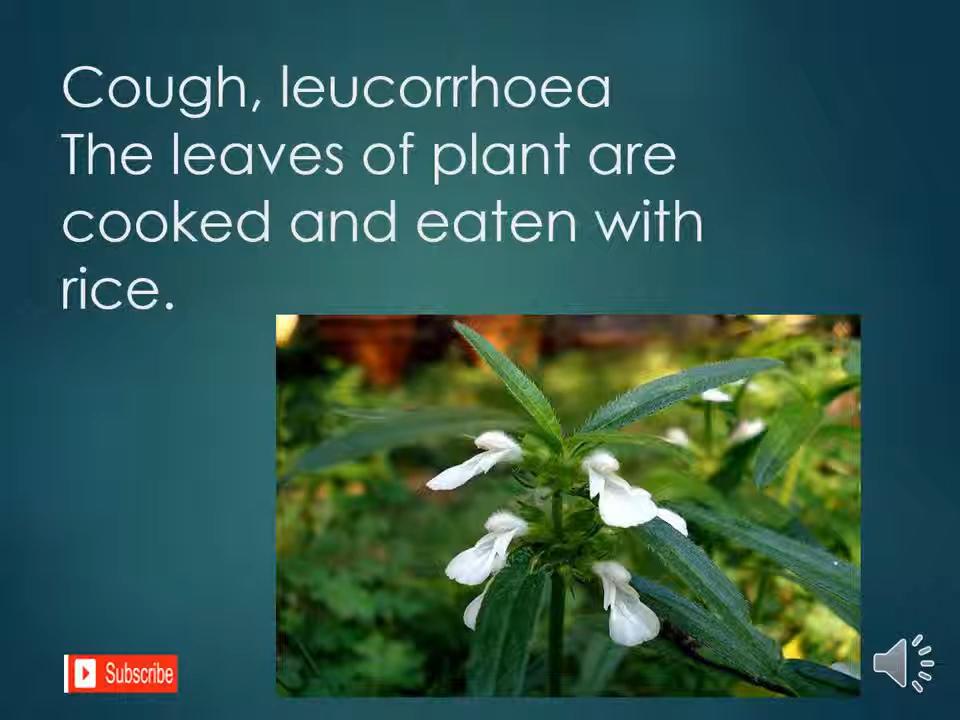 Cough, leucorrhoea
The leaves of plant are
cooked and eaten with
rice.
Subscribe